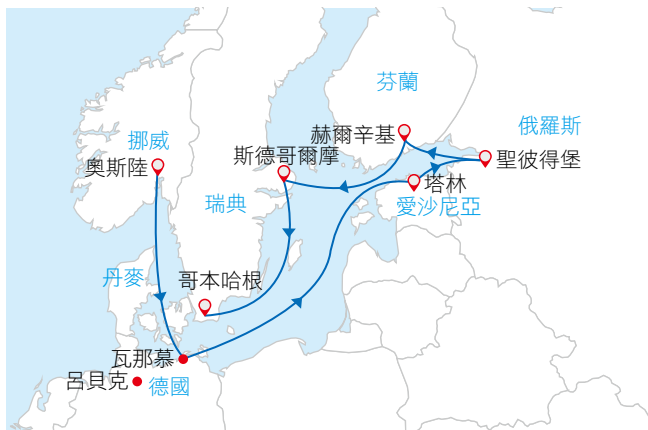 芬蘭
俄羅斯
挪威
赫爾辛基
斯德哥爾摩
聖彼得堡
奧斯陸
塔林
瑞典
愛沙尼亞
丹麥
哥本哈根
瓦那慕
呂貝克
德國